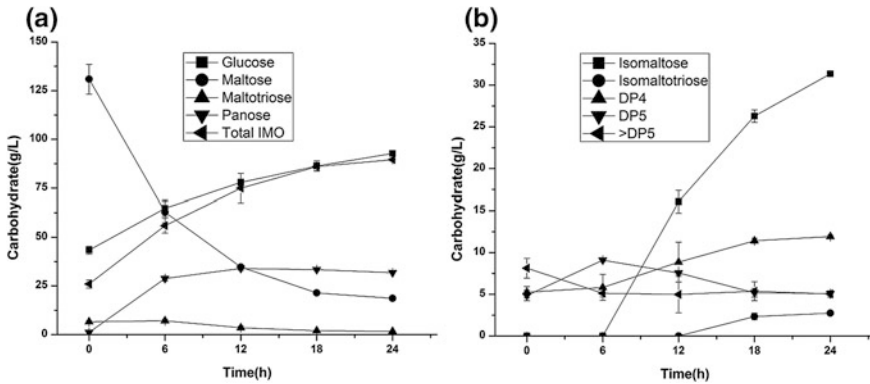 (a)
150
125
100
75
50
25
0
Carbohydrate(g/L)
Glucose
Maltose
Maltotriose
Panose
Total IMO
0 6 12 18 24
Time(h)
(b)
35
30
25
20
15
10
5
0
Carbohydrate(g/L)
Isomaltose
Isomaltotriose
DP4
DP5
>DP5
0 6 12 18 24
Time(h)